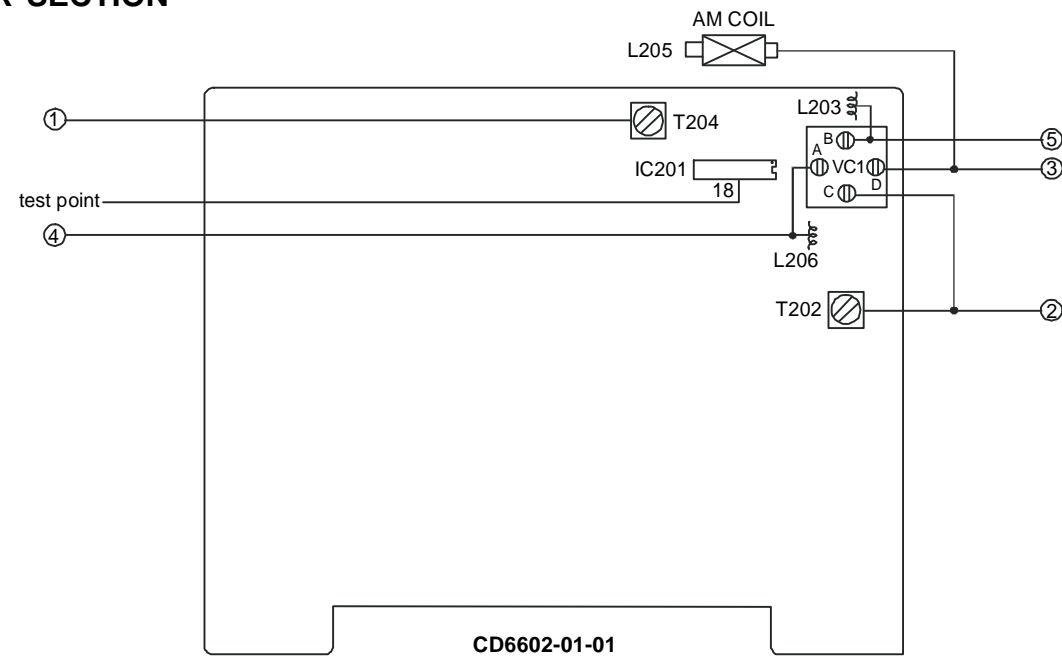 SECTION
AM COIL
L205
L203
①
T204
B
⑤
A
IC201
VC1
③
18
D
test point
C
④
L206
T202
②
CD6602-01-01